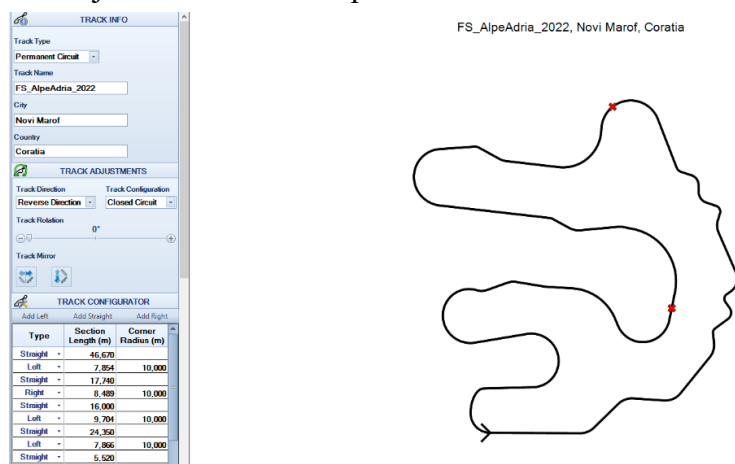 TRACK INFO
Track Type
Permanent Circuit
Track Name
FS_AlpeAdria_2022
City
Novi Marof
Country
Coratia
TRACK ADJUSTMENTS
Track Direction Track Configuration
Reverse Direction Closed Circuit
Track Rotation
0°
Track Mirror
TRACK CONFIGURATOR
Add Left Add Straight Add Right
Type Section Length (m) Corner Radius (m)
Straight 46,670
Left 7,854 10,000
Straight 17,740
Right 8,489 10,000
Straight 16,000
Left 9,704 10,000
Straight 24,350
Left 7,866 10,000
Straight 5,520
FS_AlpeAdria_2022, Novi Marof, Coratia